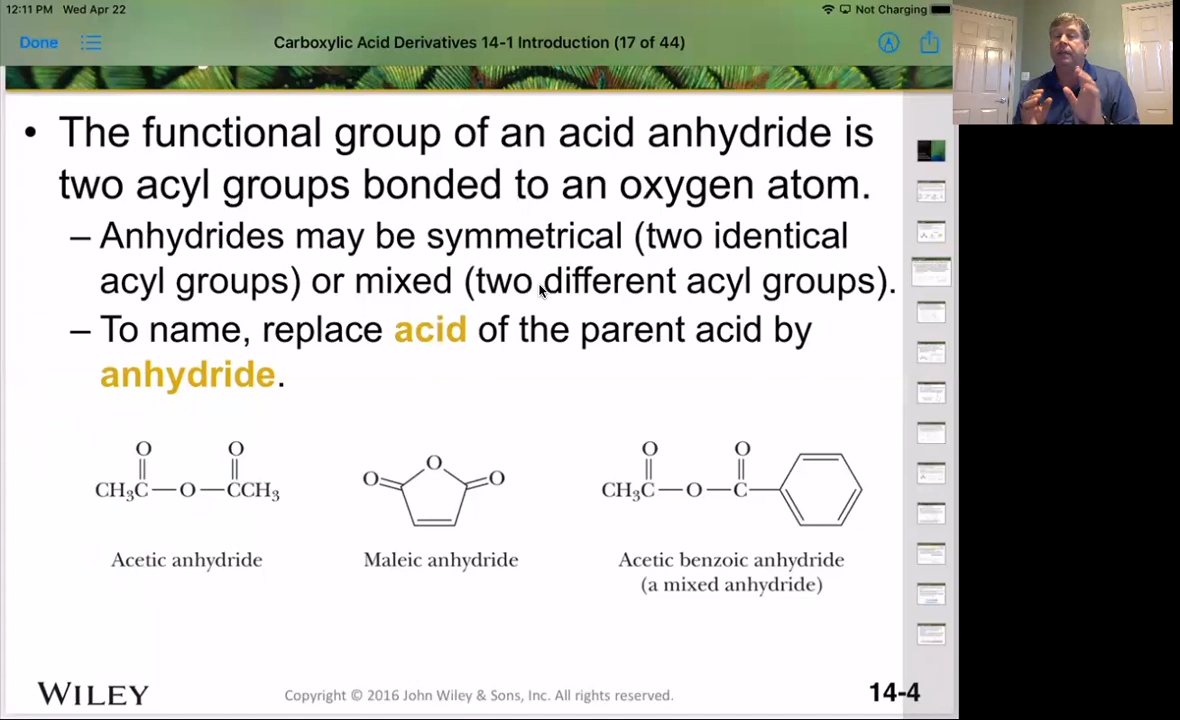 12:11 PM Wed Apr 22
Not Charging
Done
Carboxylic Acid Derivatives 14-1 Introduction (17 of 44)
• The functional group of an acid anhydride is
two acyl groups bonded to an oxygen atom.
– Anhydrides may be symmetrical (two identical
acyl groups) or mixed (two different acyl groups).
– To name, replace acid of the parent acid by
anhydride.
O O O O O
O O
CH₃C—O—CCH₃
CH₃C—O—C
Acetic anhydride
Maleic anhydride
Acetic benzoic anhydride
(a mixed anhydride)
WILEY
Copyright © 2016 John Wiley & Sons, Inc. All rights reserved.
14-4